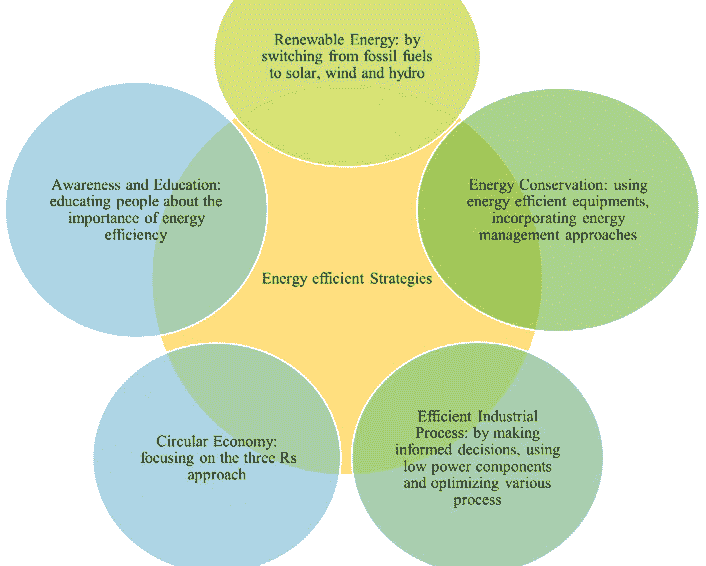 Renewable Energy: by
switching from fossil fuels
to solar, wind and hydro
Awareness and Education:
educating people about the
importance of energy
efficiency
Energy Conservation: using
energy efficient equipments,
incorporating energy
management approaches
Energy efficient Strategies
Circular Economy:
focusing on the three Rs
approach
Efficient Industrial
Process: by making
informed decisions, using
low power components
and optimizing various
process